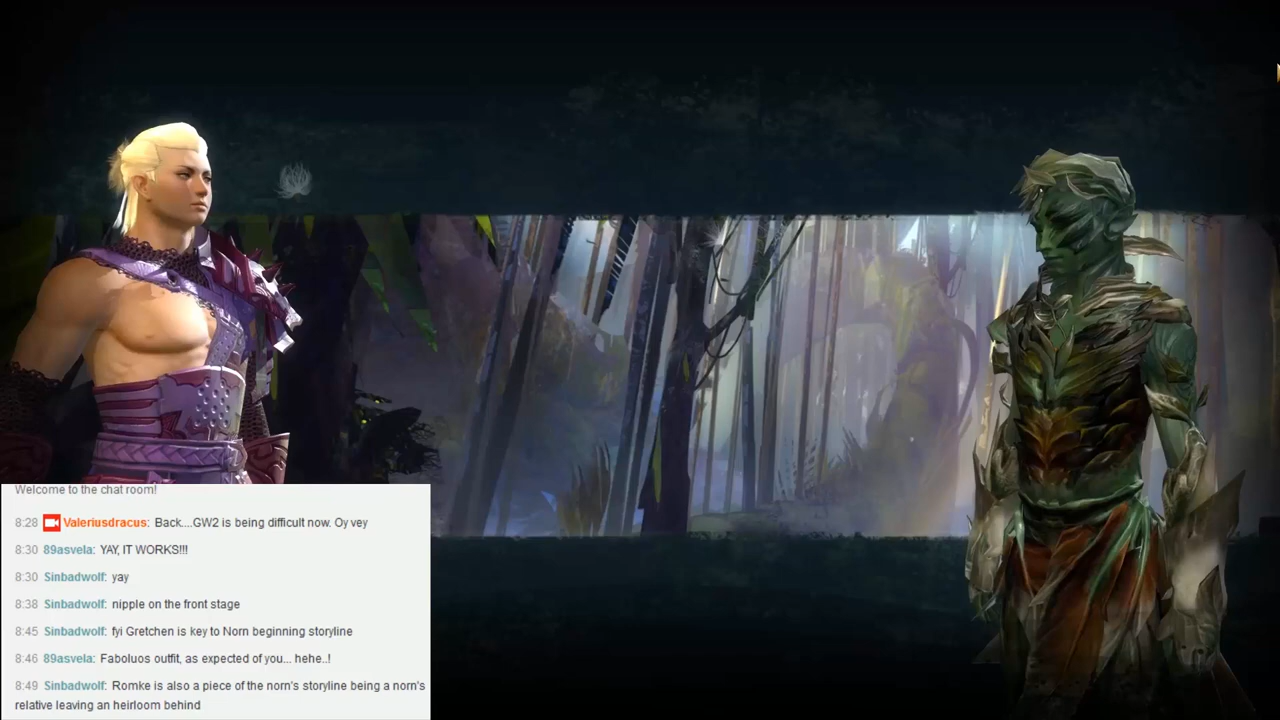 Welcome to the chat room!
8:28 Valeriusdracus: Back....GW2 is being difficult now. Oy vey
8:30 89asvela: YAY, IT WORKS!!!
8:30 Sinbadwolf: yay
8:38 Sinbadwolf: nipple on the front stage
8:45 Sinbadwolf: fyi Gretchen is key to Norn beginning storyline
8:46 89asvela: Faboluos outfit, as expected of you... hehe..!
8:49 Sinbadwolf: Romke is also a piece of the norn's storyline being a norn's
relative leaving an heirloom behind